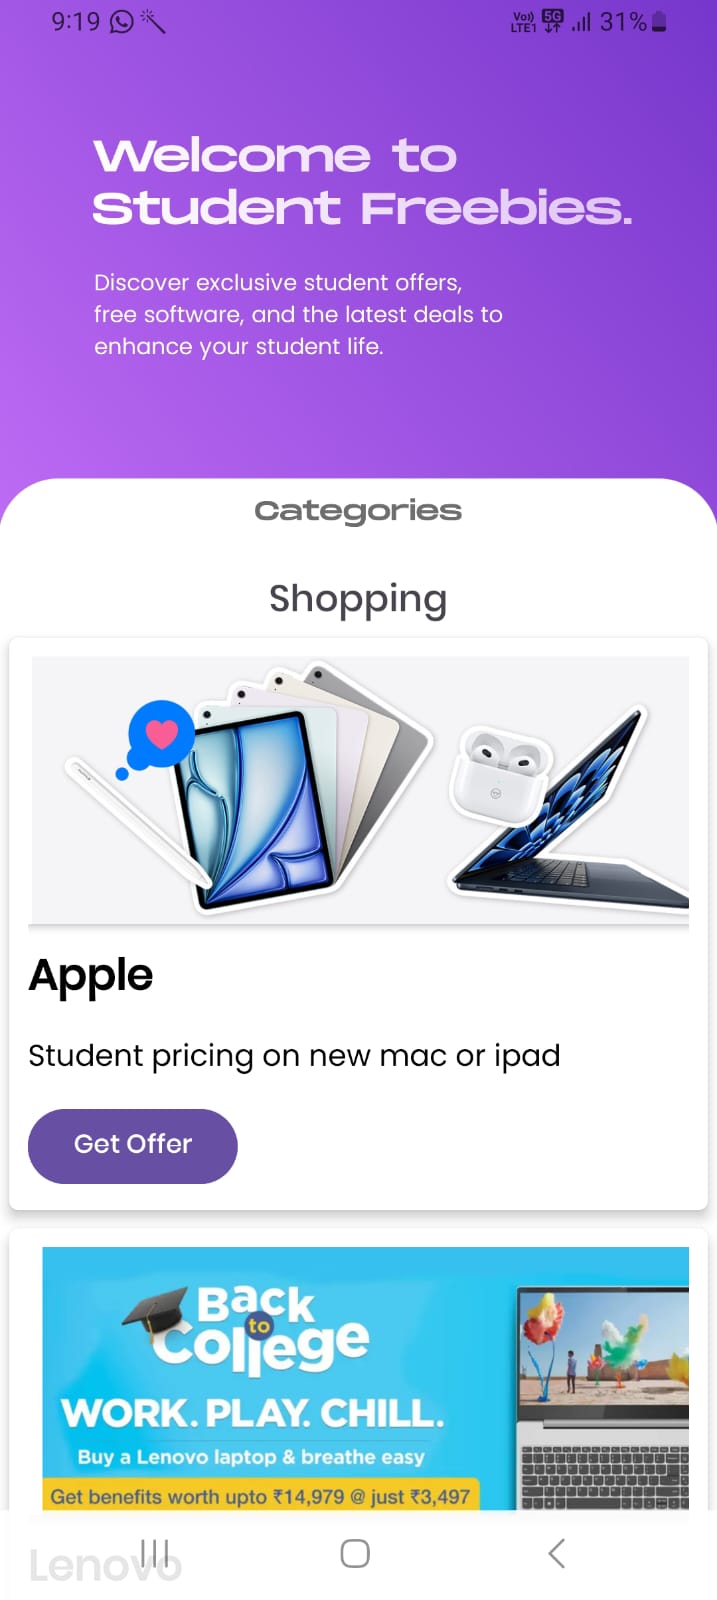 9:19
Vo)) 5G 31%
LTE1
Welcome to
Student Freebies.
Discover exclusive student offers,
free software, and the latest deals to
enhance your student life.
Categories
Shopping
Apple
Student pricing on new mac or ipad
Get Offer
Back
to
College
WORK. PLAY. CHILL.
Buy a Lenovo laptop & breathe easy
Get benefits worth upto ₹14,979 @ just ₹3,497
Lenovo